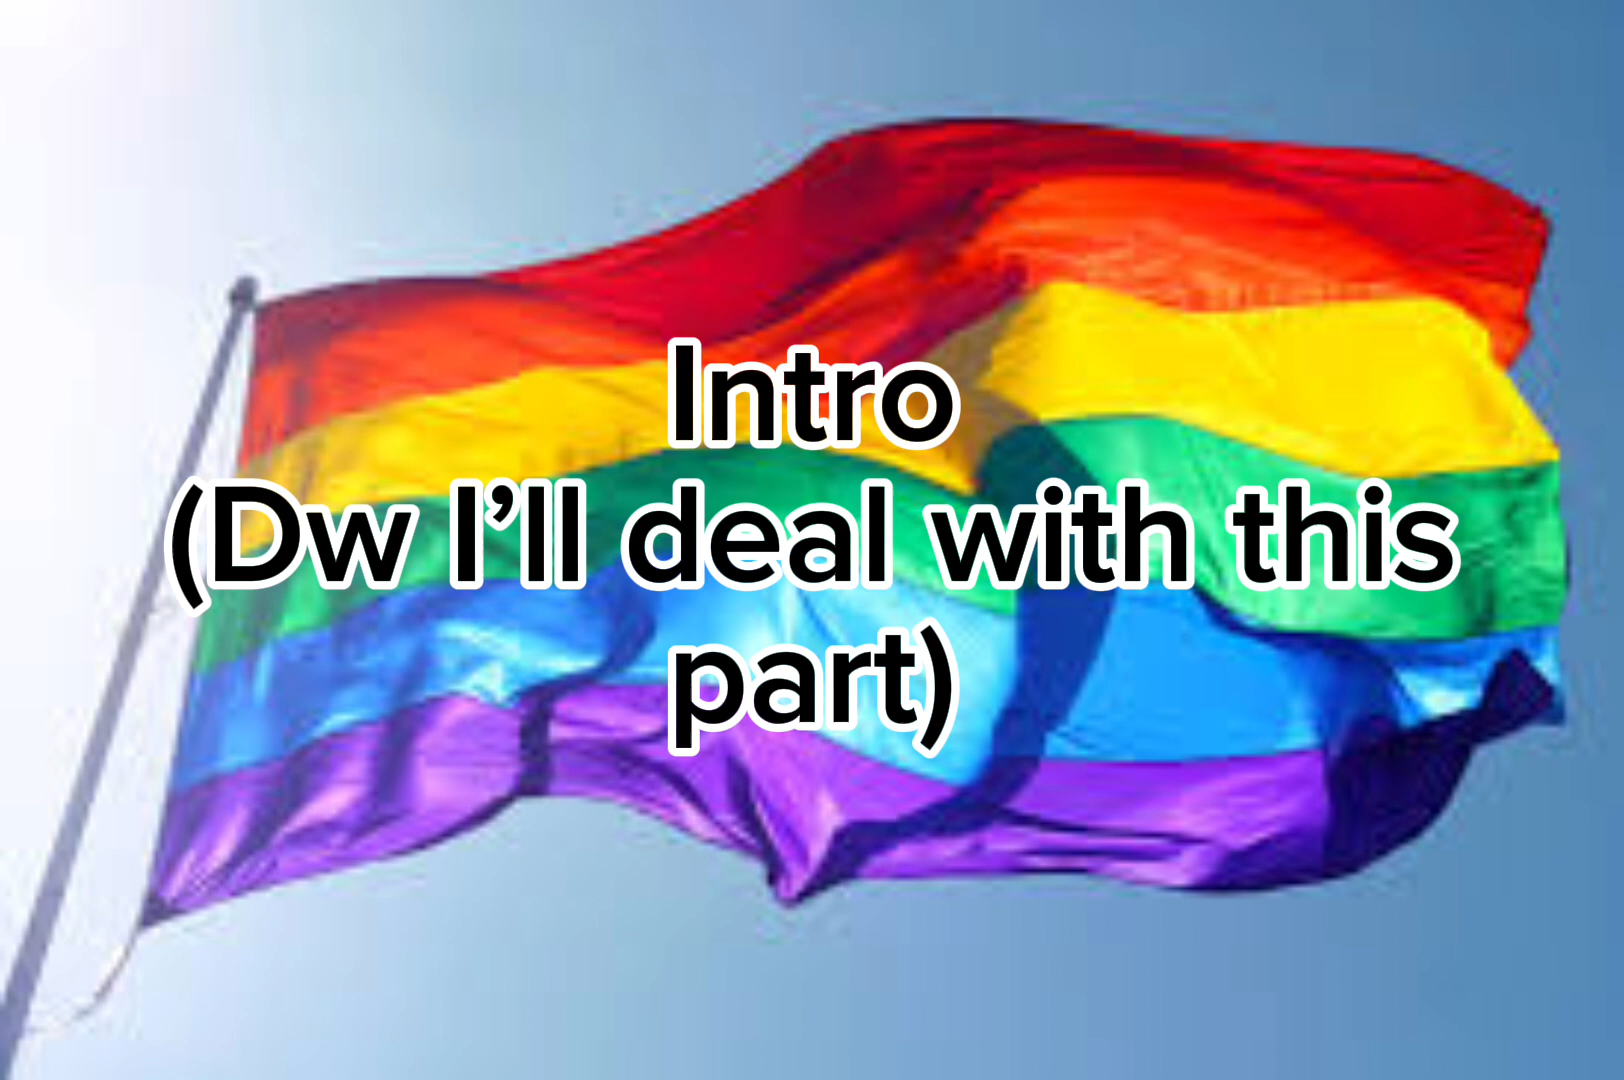 Intro
(Dw I’ll deal with this
part)